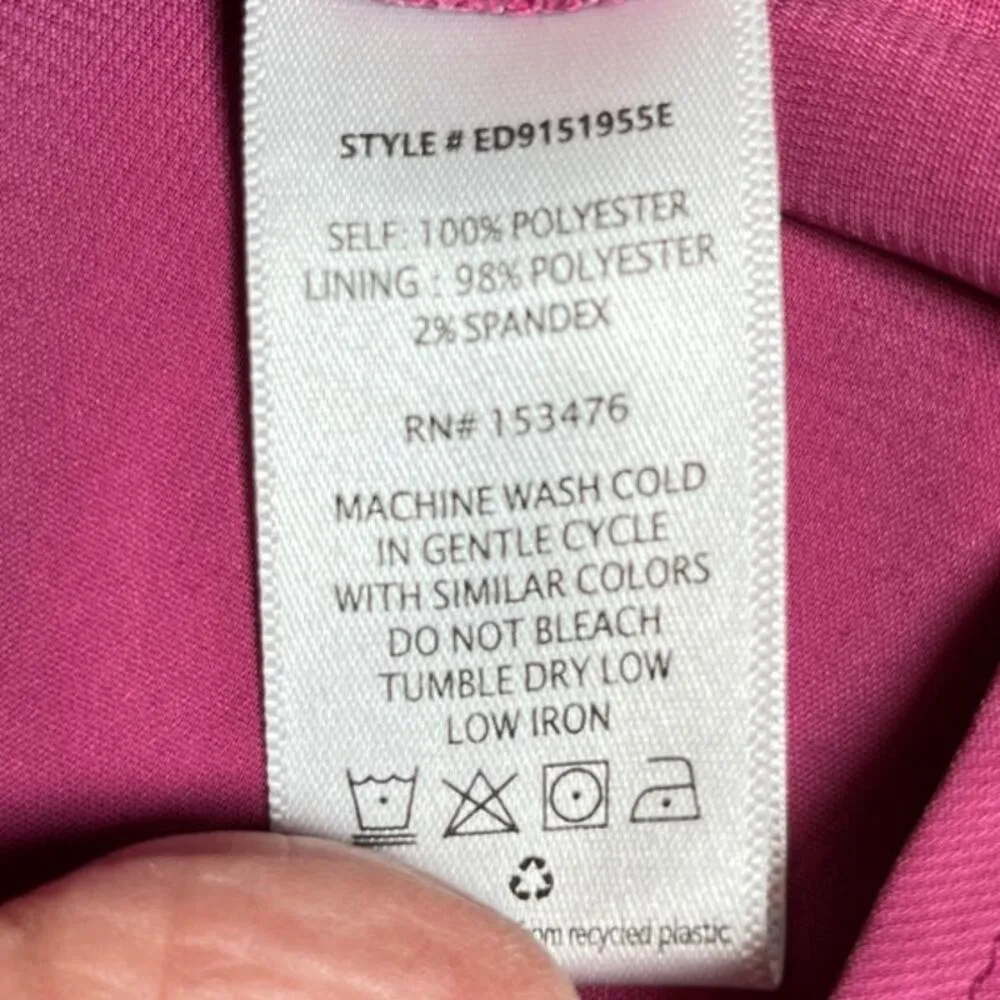 STYLE # ED9151955E
SELF: 100% POLYESTER
LINING : 98% POLYESTER
2% SPANDEX
RN# 153476
MACHINE WASH COLD
IN GENTLE CYCLE
WITH SIMILAR COLORS
DO NOT BLEACH
TUMBLE DRY LOW
LOW IRON
recycled plastic